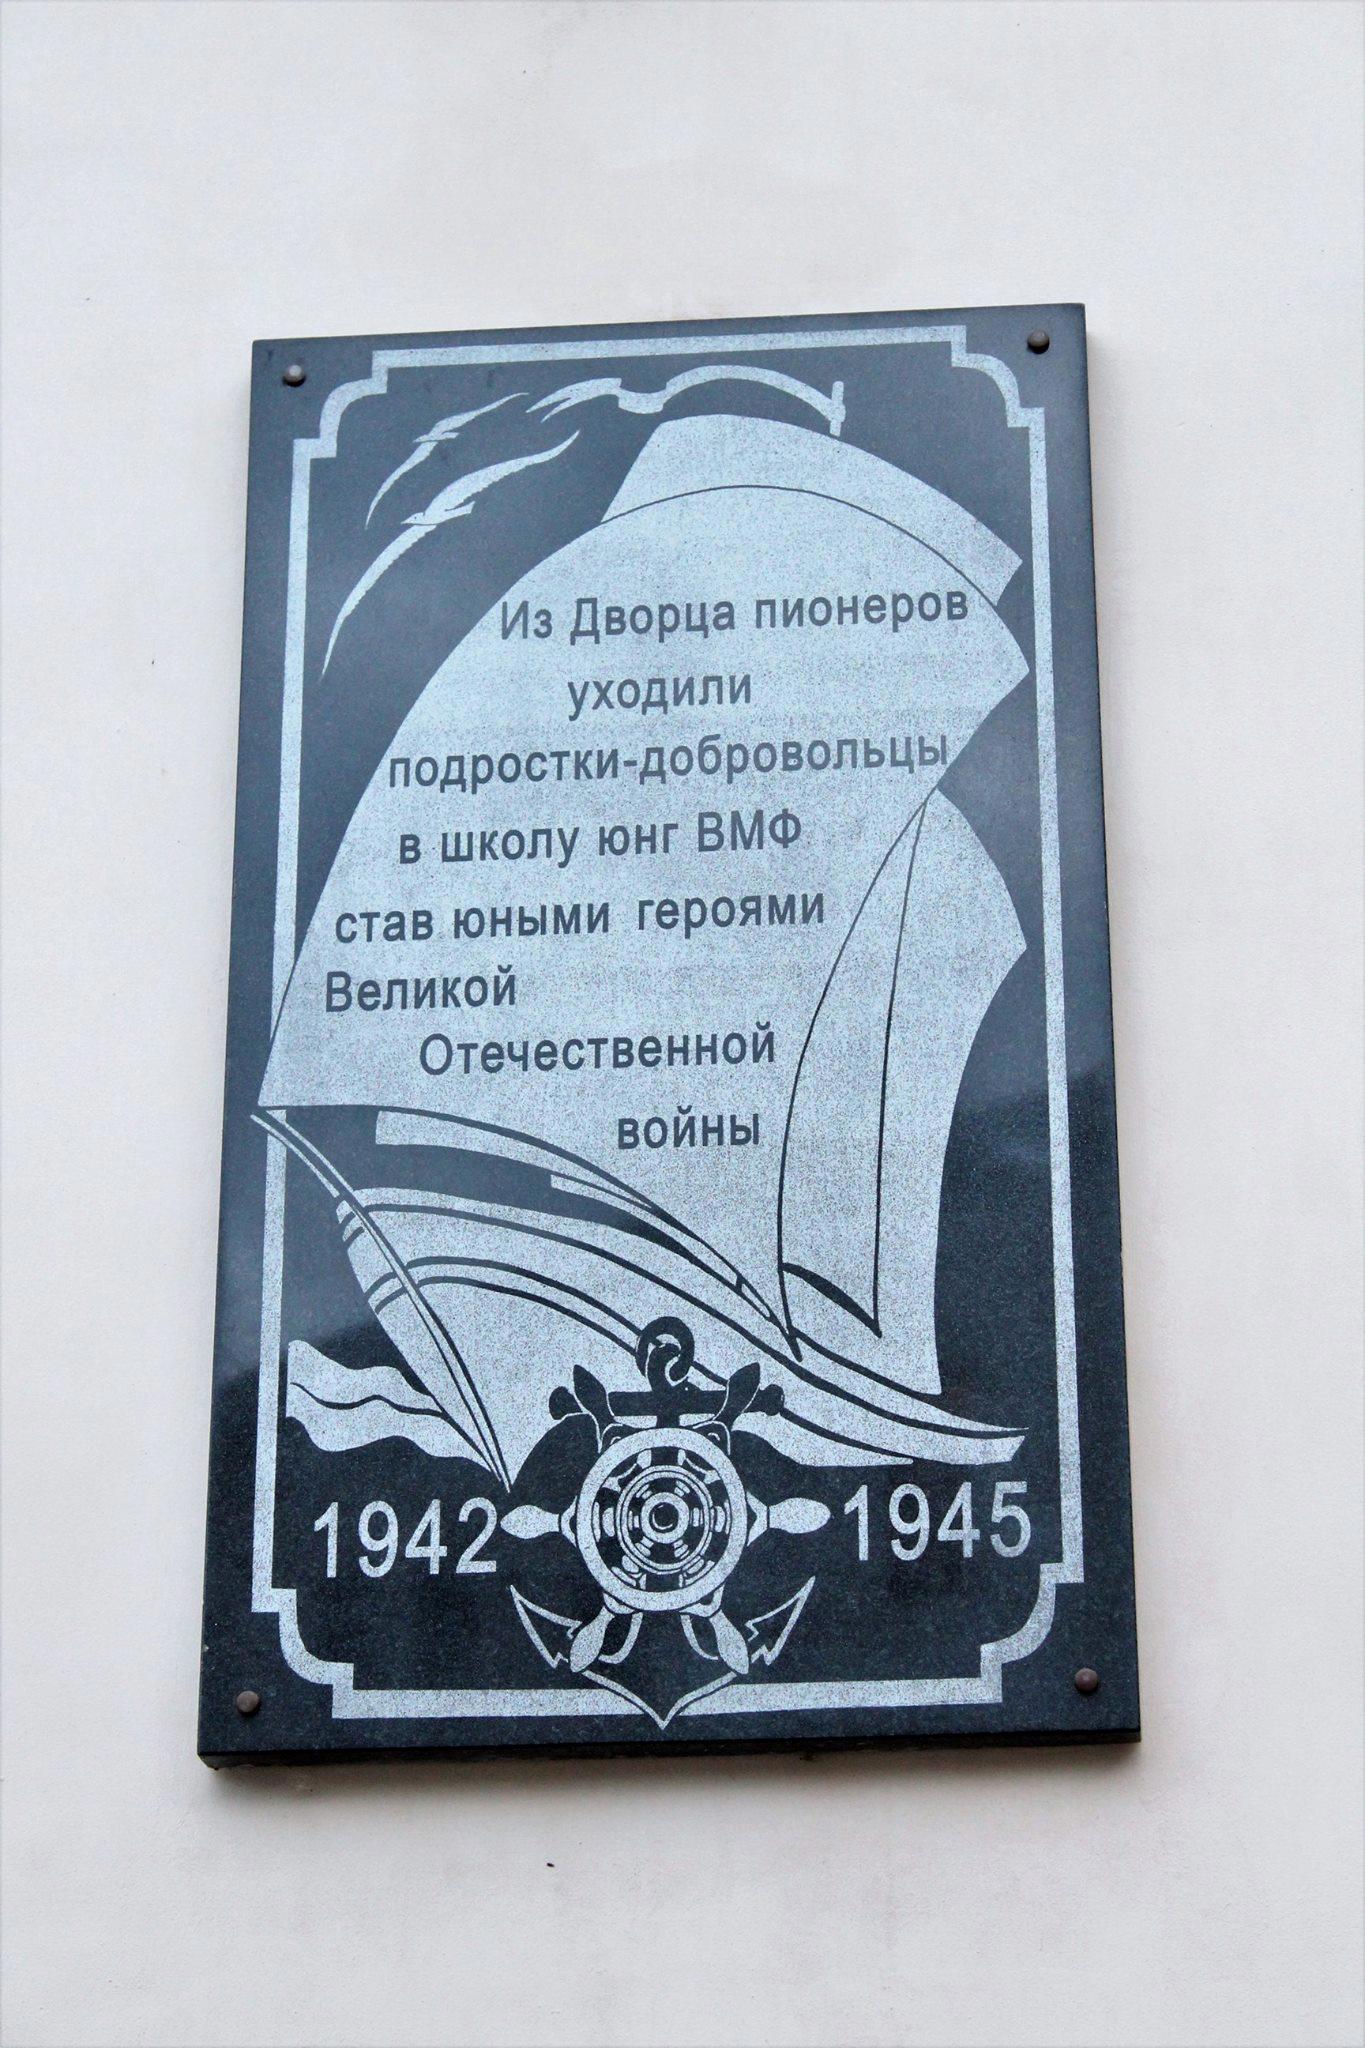 Из Дворца пионеров
уходили
подростки-добровольцы
в школу юнг ВМФ
став юными героями
Великой
Отечественной
войны
1942 1945